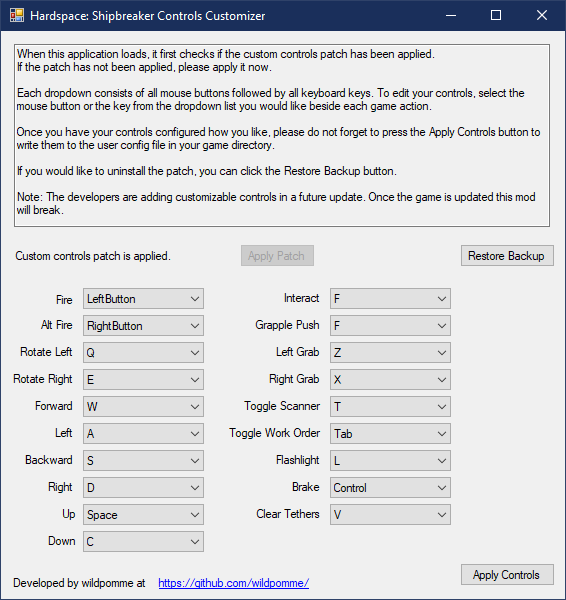 Hardspace: Shipbreaker Controls Customizer
When this application loads, it first checks if the custom controls patch has been applied.
If the patch has not been applied, please apply it now.
Each dropdown consists of all mouse buttons followed by all keyboard keys. To edit your controls, select the
mouse button or the key from the dropdown list you would like beside each game action.
Once you have your controls configured how you like, please do not forget to press the Apply Controls button to
write them to the user config file in your game directory.
If you would like to uninstall the patch, you can click the Restore Backup button.
Note: The developers are adding customizable controls in a future update. Once the game is updated this mod
will break.
Custom controls patch is applied. Apply Patch Restore Backup
Fire LeftButton Interact F
Alt Fire RightButton Grapple Push F
Rotate Left Q Left Grab Z
Rotate Right E Right Grab X
Forward W Toggle Scanner T
Left A Toggle Work Order Tab
Backward S Flashlight L
Right D Brake Control
Up Space Clear Tethers V
Down C
Developed by wildpomme at https://github.com/wildpomme/ Apply Controls